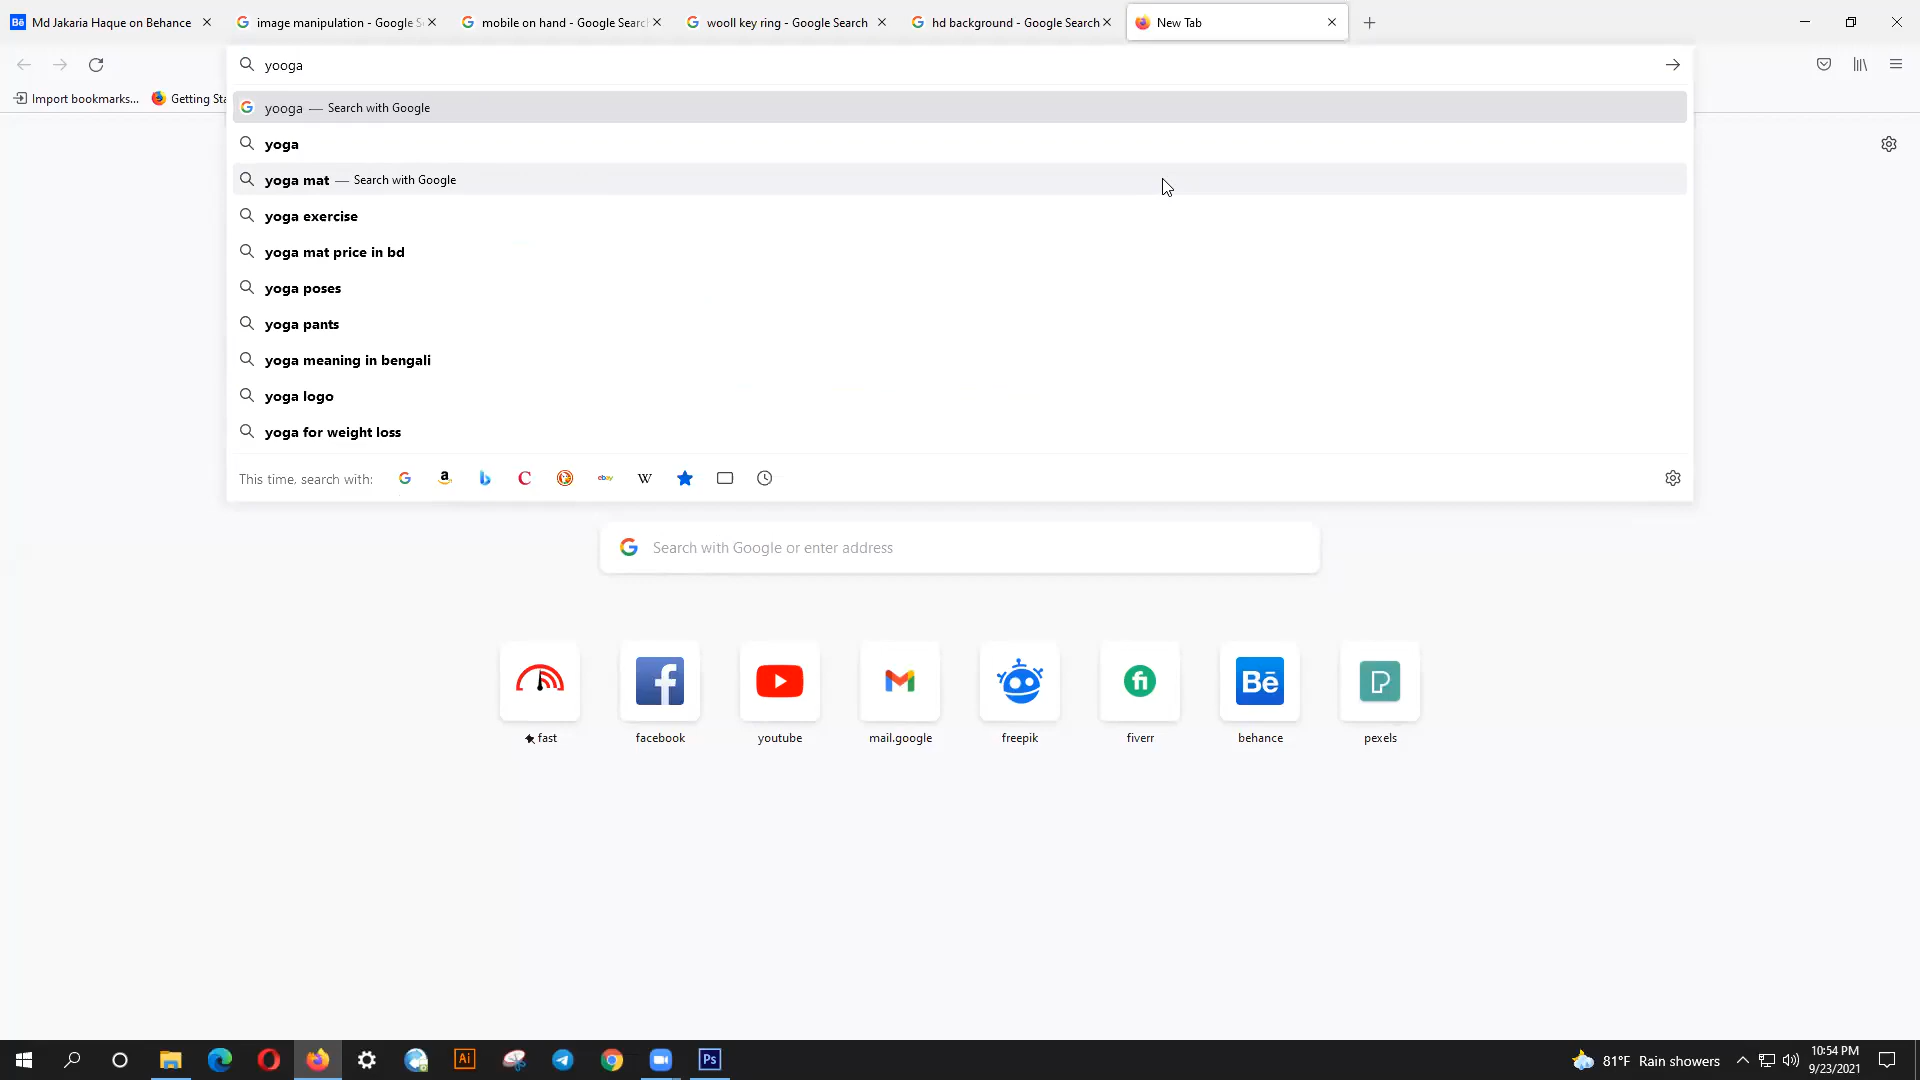 Bē Md Jakaria Haque on Behance
image manipulation - Google S
mobile on hand - Google Search
wooll key ring - Google Search
hd background - Google Search
New Tab
yooga
Import bookmarks...
Getting Sta
yooga — Search with Google
yoga
yoga mat — Search with Google
yoga exercise
yoga mat price in bd
yoga poses
yoga pants
yoga meaning in bengali
yoga logo
yoga for weight loss
This time, search with:
Search with Google or enter address
fast
facebook
youtube
mail.google
freepik
fiverr
behance
pexels
81°F Rain showers
10:54 PM
9/23/2021